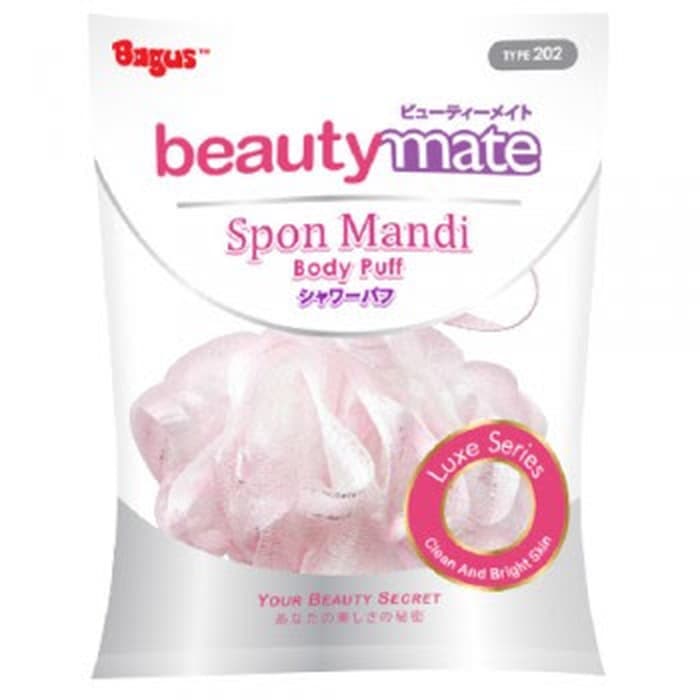 Bagus™
TYPE 202
ビューティーメイト
beautymate
Spon Mandi
Body Puff
シャワーパフ
Luxe Series
Clean And Bright Skin
YOUR BEAUTY SECRET
あなたの美しさの秘密